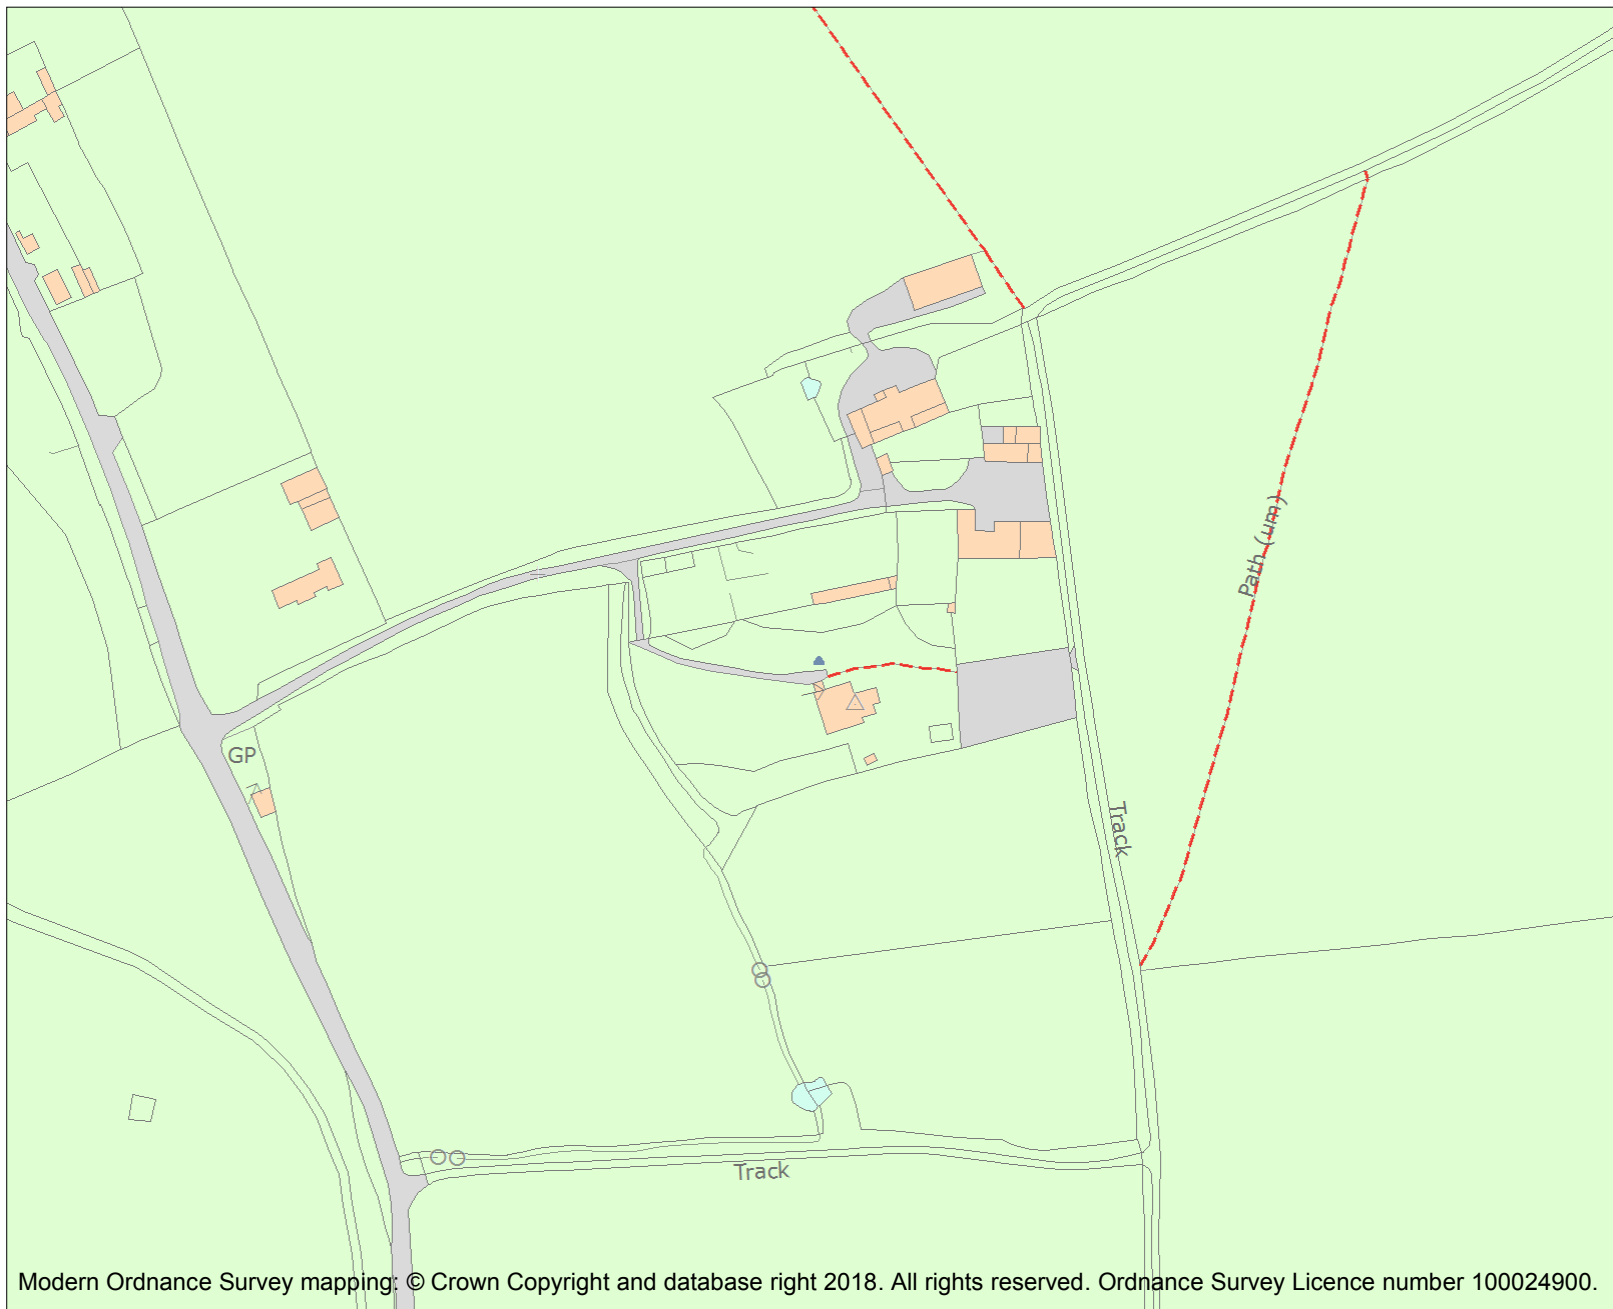 Path (um)
GP
Track
Track
Modern Ordnance Survey mapping: © Crown Copyright and database right 2018. All rights reserved. Ordnance Survey Licence number 100024900.